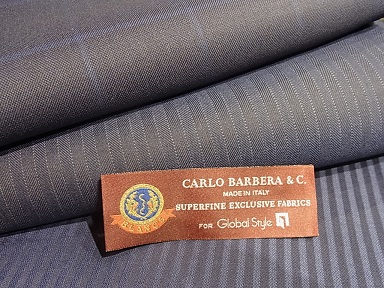 CARLO BARBERA & C.
MADE IN ITALY
SUPERFINE EXCLUSIVE FABRICS
FOR Global Style